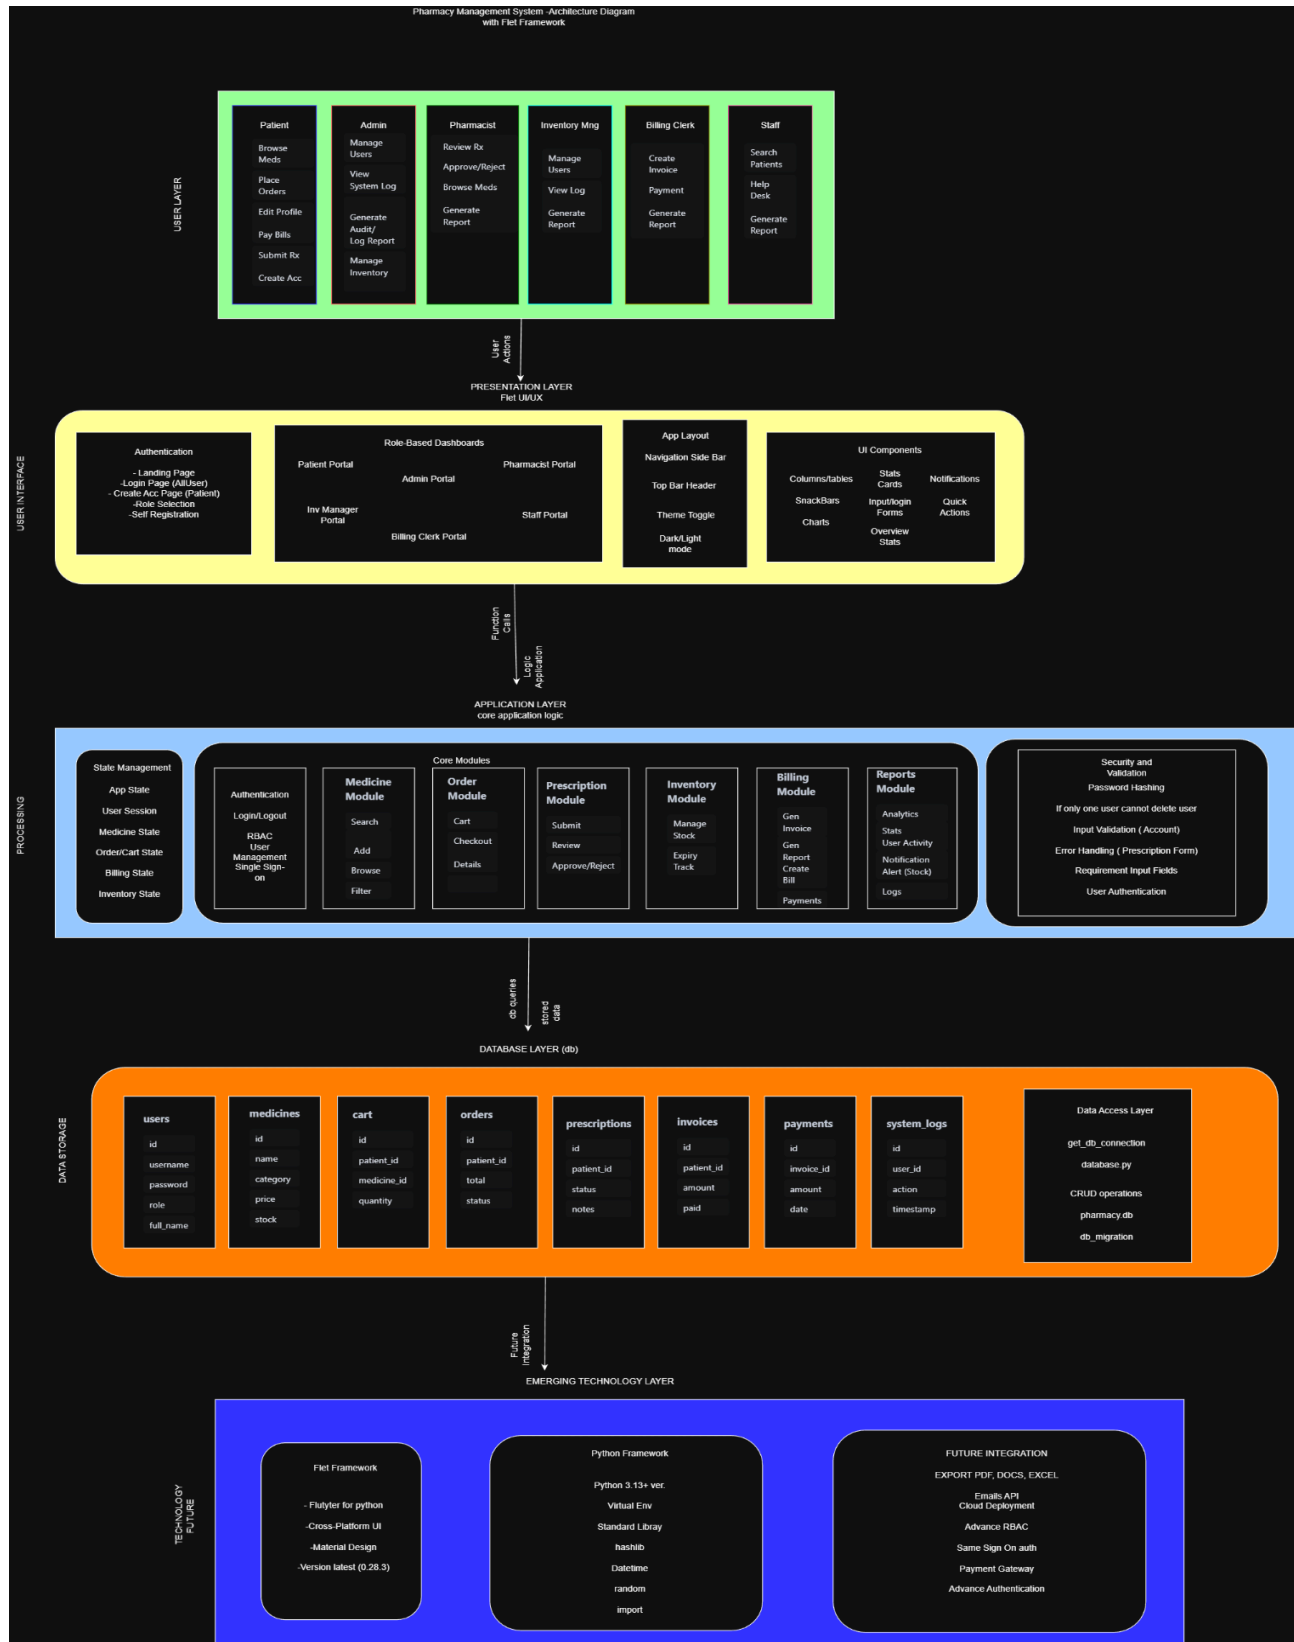 Pharmacy Management System -Architecture Diagram
with Flet Framework
USER LAYER
Patient
Browse
Meds
Place
Orders
Edit Profile
Pay Bills
Submit Rx
Create Acc
Admin
Manage
Users
View
System Log
Generate
Audit/
Log Report
Manage
Inventory
Pharmacist
Review Rx
Approve/Reject
Browse Meds
Generate
Report
Inventory Mng
Manage
Users
View Log
Generate
Report
Billing Clerk
Create
Invoice
Payment
Generate
Report
Staff
Search
Patients
Help
Desk
Generate
Report
User
Actions
PRESENTATION LAYER
Flet UI/UX
USER INTERFACE
Authentication
- Landing Page
-Login Page (AllUser)
- Create Acc Page (Patient)
-Role Selection
-Self Registration
Role-Based Dashboards
Patient Portal
Admin Portal
Pharmacist Portal
Inv Manager
Portal
Staff Portal
Billing Clerk Portal
App Layout
Navigation Side Bar
Top Bar Header
Theme Toggle
Dark/Light
mode
UI Components
Columns/tables
SnackBars
Charts
Stats
Cards
Input/login
Forms
Overview
Stats
Notifications
Quick
Actions
Function
Calls
Logic
Application
APPLICATION LAYER
core application logic
PROCESSING
State Management
App State
User Session
Medicine State
Order/Cart State
Billing State
Inventory State
Core Modules
Authentication
Login/Logout
RBAC
User
Management
Single Sign-
on
Medicine
Module
Search
Add
Browse
Filter
Order
Module
Cart
Checkout
Details
Prescription
Module
Submit
Review
Approve/Reject
Inventory
Module
Manage
Stock
Expiry
Track
Billing
Module
Gen
Invoice
Gen
Report
Create
Bill
Payments
Reports
Module
Analytics
Stats
User Activity
Notification
Alert (Stock)
Logs
Security and
Validation
Password Hashing
If only one user cannot delete user
Input Validation ( Account)
Error Handling ( Prescription Form)
Requirement Input Fields
User Authentication
db queries
stored
data
DATABASE LAYER (db)
DATA STORAGE
users
id
username
password
role
full_name
medicines
id
name
category
price
stock
cart
id
patient_id
medicine_id
quantity
orders
id
patient_id
total
status
prescriptions
id
patient_id
status
notes
invoices
id
patient_id
amount
paid
payments
id
invoice_id
amount
date
system_logs
id
user_id
action
timestamp
Data Access Layer
get_db_connection
database.py
CRUD operations
pharmacy.db
db_migration
Future
Integration
EMERGING TECHNOLOGY LAYER
TECHNOLOGY
FUTURE
Flet Framework
- Flutyter for python
-Cross-Platform UI
-Material Design
-Version latest (0.28.3)
Python Framework
Python 3.13+ ver.
Virtual Env
Standard Libray
hashlib
Datetime
random
import
FUTURE INTEGRATION
EXPORT PDF, DOCS, EXCEL
Emails API
Cloud Deployment
Advance RBAC
Same Sign On auth
Payment Gateway
Advance Authentication